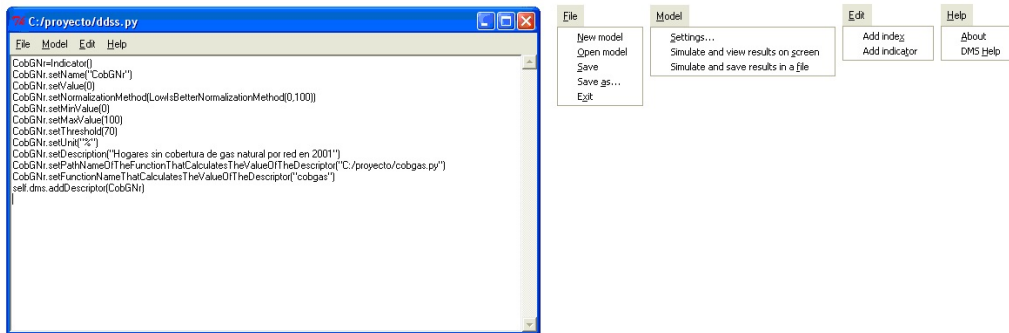 C:/proyecto/ddss.py
File Model Edit Help
CobGNr=Indicator()
CobGNr.setName("CobGNr")
CobGNr.setValue(0)
CobGNr.setNormalizationMethod(LowIsBetterNormalizationMethod(0,100))
CobGNr.setMinValue(0)
CobGNr.setMaxValue(100)
CobGNr.setThreshold(70)
CobGNr.setUnit("%")
CobGNr.setDescription("Hogares sin cobertura de gas natural por red en 2001")
CobGNr.setPathNameOfTheFunctionThatCalculatesTheValueOfTheDescriptor("C:/proyecto/cobgas.py")
CobGNr.setFunctionNameThatCalculatesTheValueOfTheDescriptor("cobgas")
self.dms.addDescriptor(CobGNr)
File
New model
Open model
Save
Save as...
Exit
Model
Settings...
Simulate and view results on screen
Simulate and save results in a file
Edit
Add index
Add indicator
Help
About
DMS Help